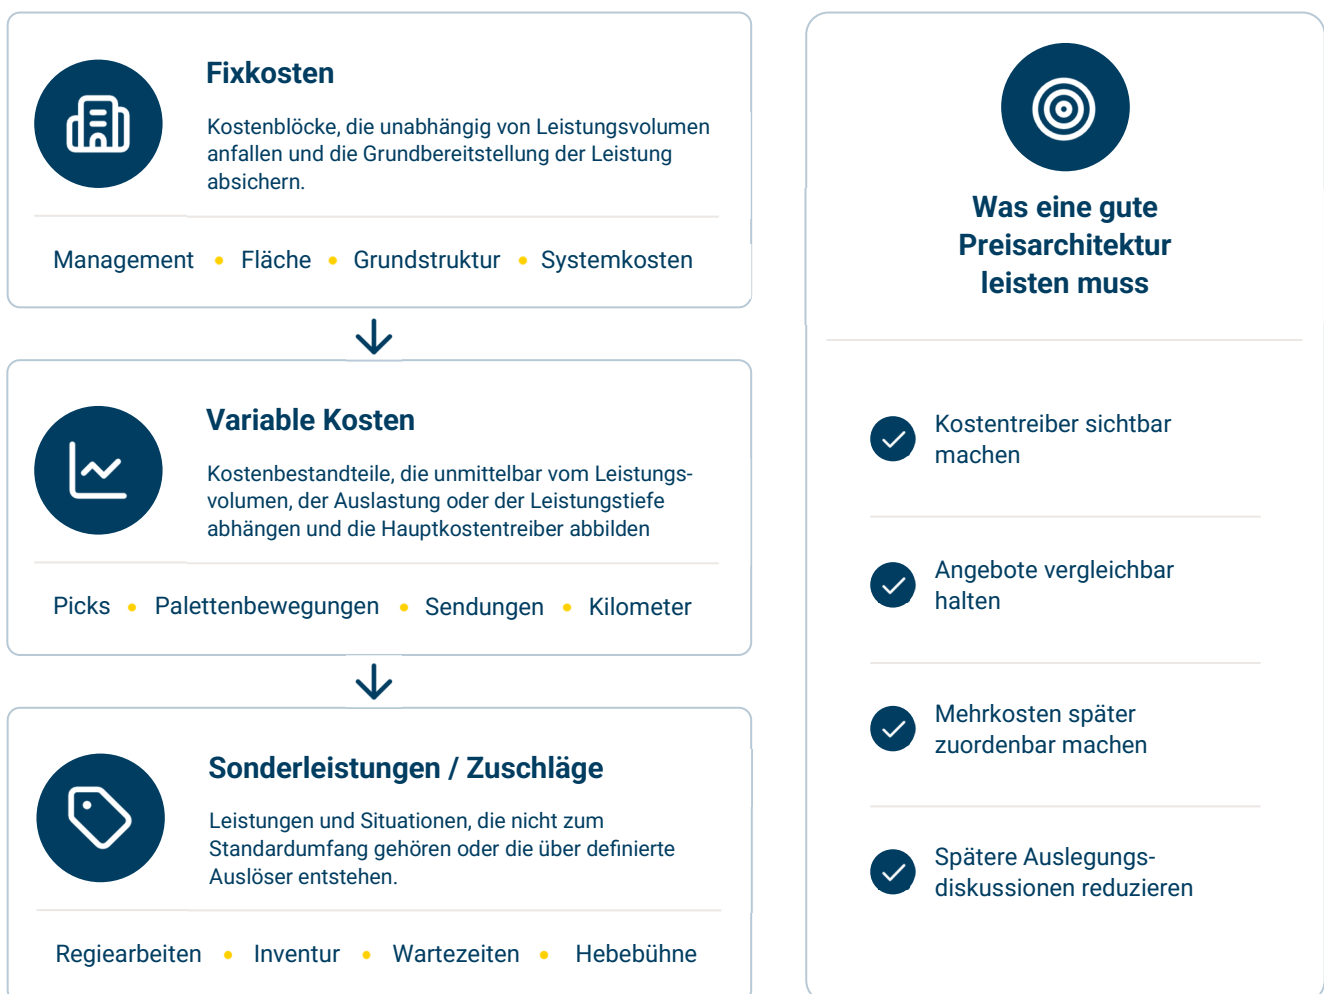 Fixkosten
Kostenblöcke, die unabhängig von Leistungsvolumen
anfallen und die Grundbereitstellung der Leistung
absichern.
Management • Fläche • Grundstruktur • Systemkosten
Variable Kosten
Kostenbestandteile, die unmittelbar vom Leistungs-
volumen, der Auslastung oder der Leistungstiefe
abhängen und die Hauptkostentreiber abbilden
Picks • Palettenbewegungen • Sendungen • Kilometer
Sonderleistungen / Zuschläge
Leistungen und Situationen, die nicht zum
Standardumfang gehören oder die über definierte
Auslöser entstehen.
Regiearbeiten • Inventur • Wartezeiten • Hebebühne
Was eine gute
Preisarchitektur
leisten muss
Kostentreiber sichtbar
machen
Angebote vergleichbar
halten
Mehrkosten später
zuordenbar machen
Spätere Auslegungs-
diskussionen reduzieren